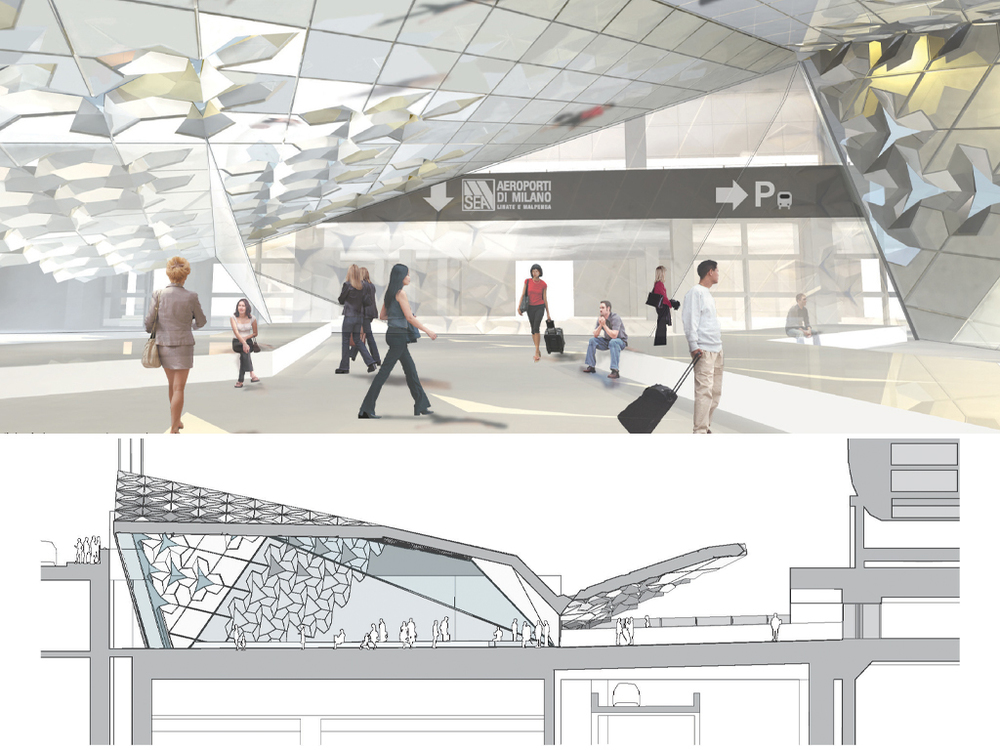 SEA
AEROPORTI
DI MILANO
LINATE E MALPENSA
P